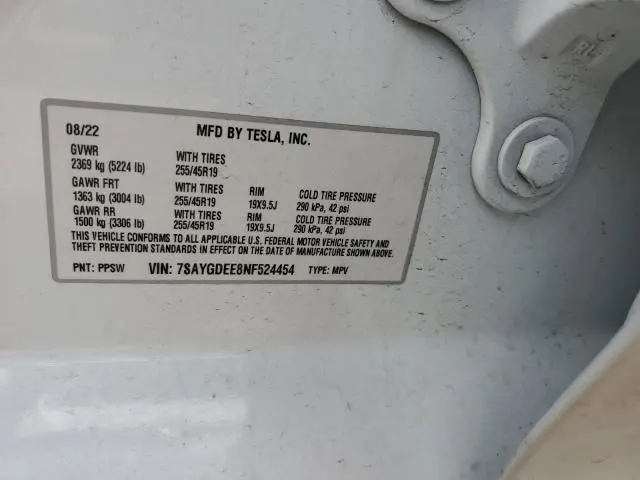 08/22 MFD BY TESLA, INC.
GVWR WITH TIRES
2369 kg (5224 lb) 255/45R19
GAWR FRT WITH TIRES RIM COLD TIRE PRESSURE
1363 kg (3004 lb) 255/45R19 19X9.5J 290 kPa, 42 psi
GAWR RR WITH TIRES RIM COLD TIRE PRESSURE
1500 kg (3306 lb) 255/45R19 19X9.5J 290 kPa, 42 psi
THIS VEHICLE CONFORMS TO ALL APPLICABLE U.S. FEDERAL MOTOR VEHICLE SAFETY AND
THEFT PREVENTION STANDARDS IN EFFECT ON THE DATE OF MANUFACTURE SHOWN ABOVE.
PNT: PPSW VIN: 7SAYGDEE8NF524454 TYPE: MPV